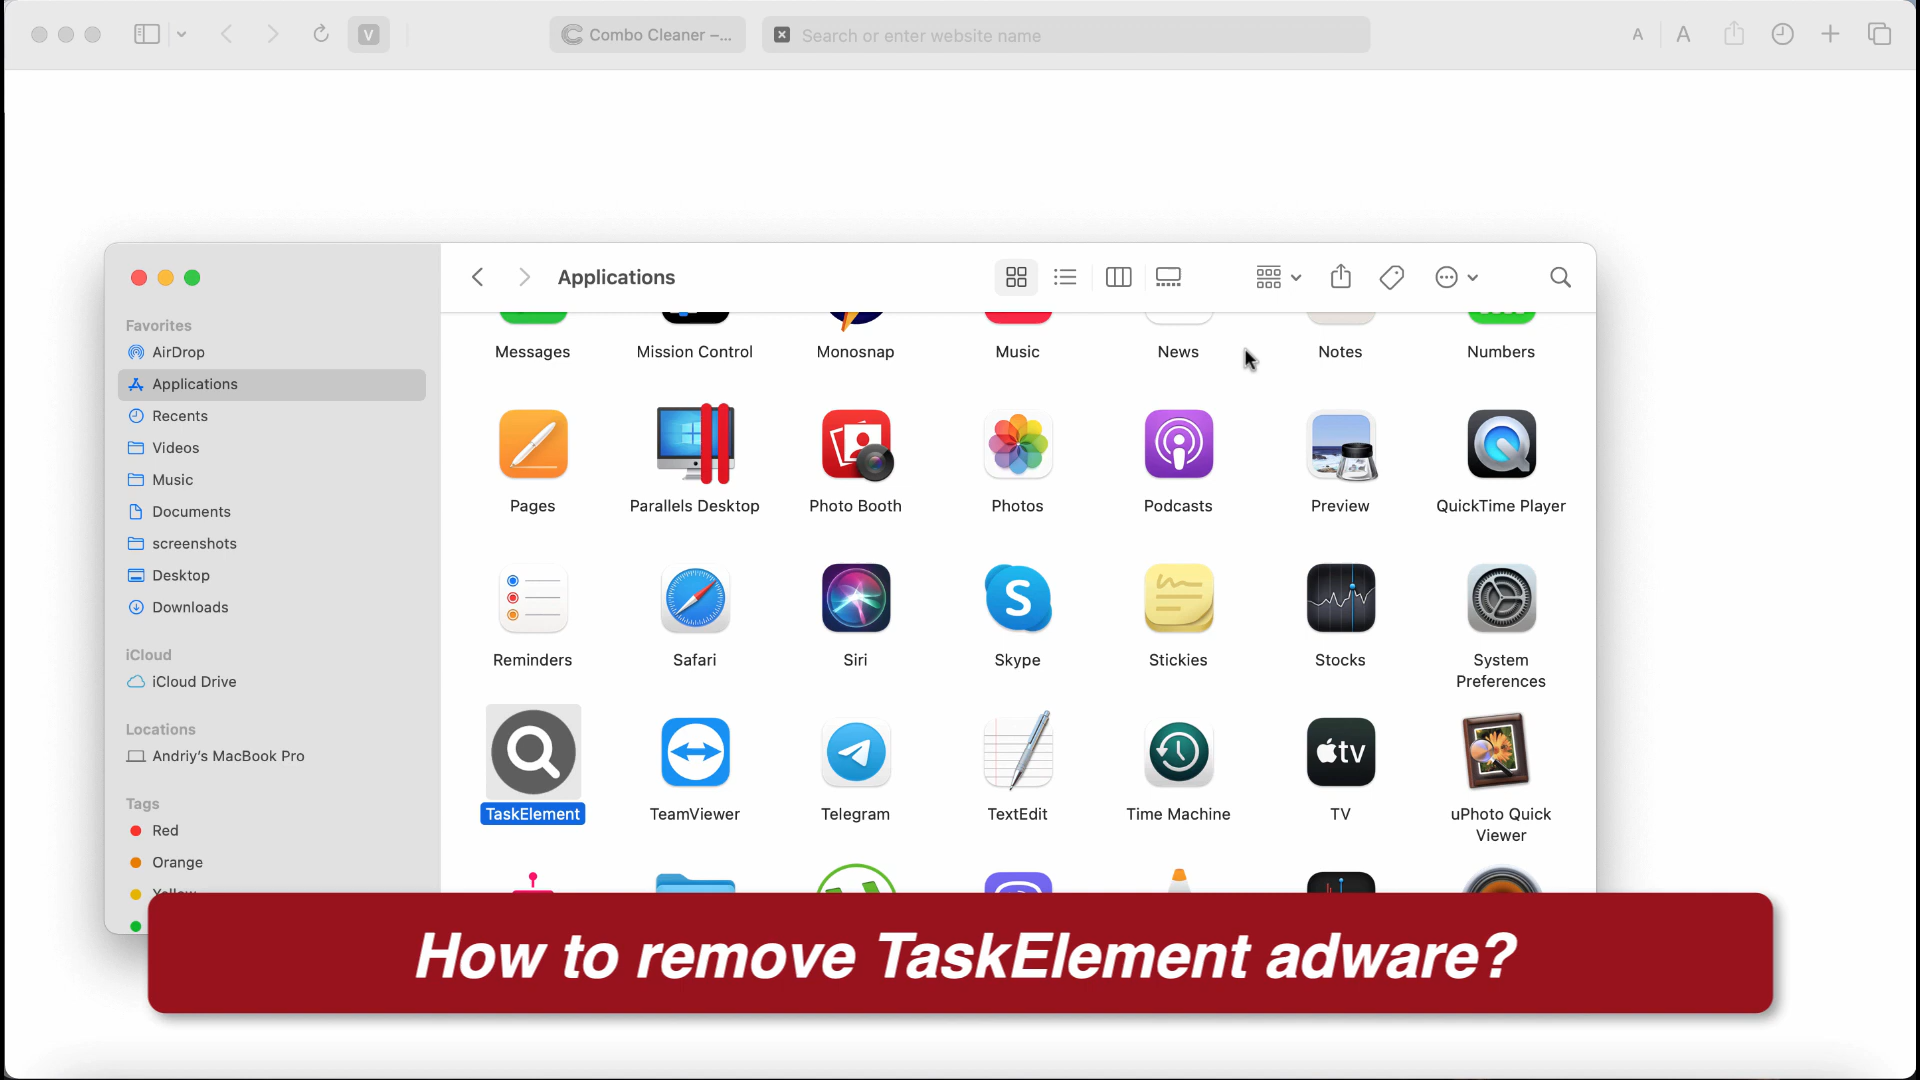 V
Combo Cleaner –...
Search or enter website name
A
A
Applications
Favorites
AirDrop
Applications
Recents
Videos
Music
Documents
screenshots
Desktop
Downloads
iCloud
iCloud Drive
Locations
Andriy's MacBook Pro
Tags
Red
Orange
Yellow
Messages
Mission Control
Monosnap
Music
News
Notes
Numbers
Pages
Parallels Desktop
Photo Booth
Photos
Podcasts
Preview
QuickTime Player
Reminders
Safari
Siri
S
Skype
Stickies
Stocks
System
Preferences
TaskElement
TeamViewer
Telegram
TextEdit
Time Machine
tv
TV
uPhoto Quick
Viewer
How to remove TaskElement adware?